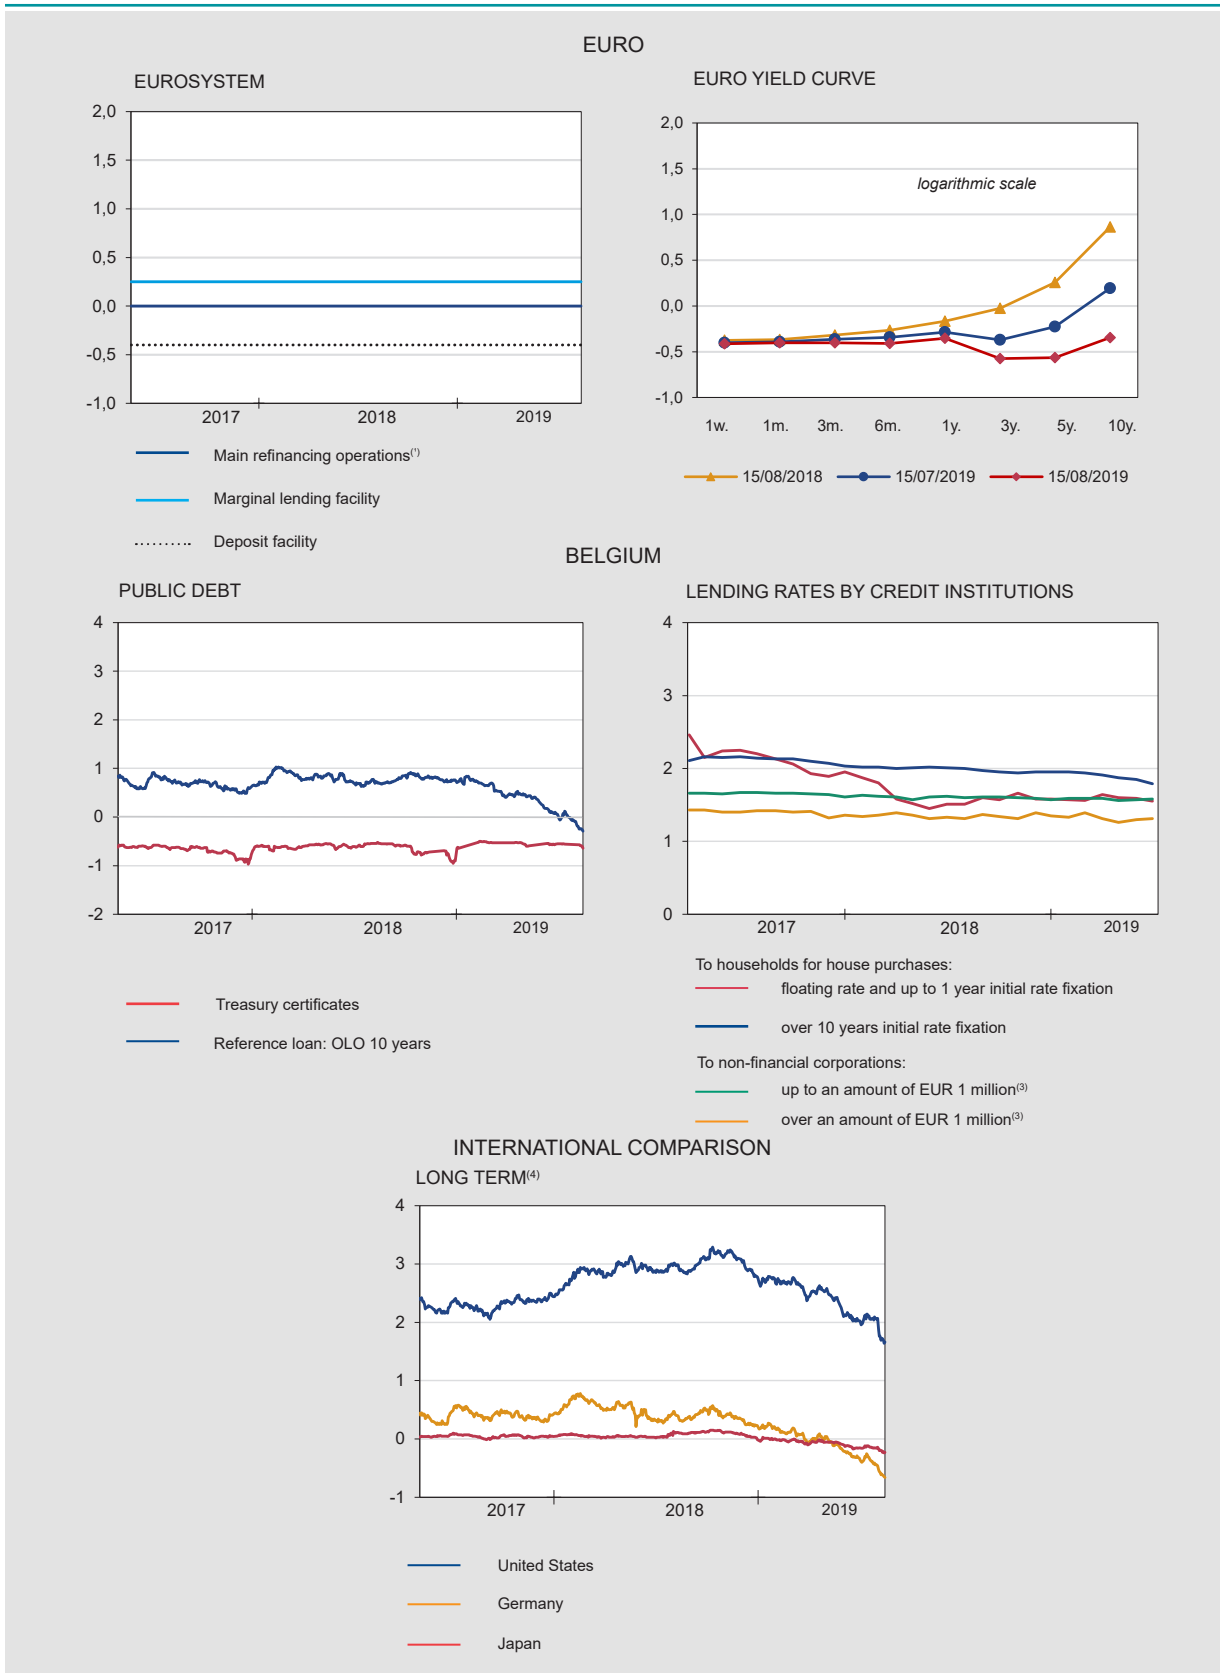 EURO
EUROSYSTEM
2,0
1,5
1,0
0,5
0,0
-0,5
-1,0
2017 2018 2019
Main refinancing operations(¹)
Marginal lending facility
Deposit facility
EURO YIELD CURVE
2,0
1,5
1,0
0,5
0,0
-0,5
-1,0
logarithmic scale
1w. 1m. 3m. 6m. 1y. 3y. 5y. 10y.
15/08/2018 15/07/2019 15/08/2019
BELGIUM
PUBLIC DEBT
4
3
2
1
0
-1
-2
2017 2018 2019
Treasury certificates
Reference loan: OLO 10 years
LENDING RATES BY CREDIT INSTITUTIONS
4
3
2
1
0
2017 2018 2019
To households for house purchases:
floating rate and up to 1 year initial rate fixation
over 10 years initial rate fixation
To non-financial corporations:
up to an amount of EUR 1 million(3)
over an amount of EUR 1 million(3)
INTERNATIONAL COMPARISON
LONG TERM(4)
4
3
2
1
0
-1
2017 2018 2019
United States
Germany
Japan